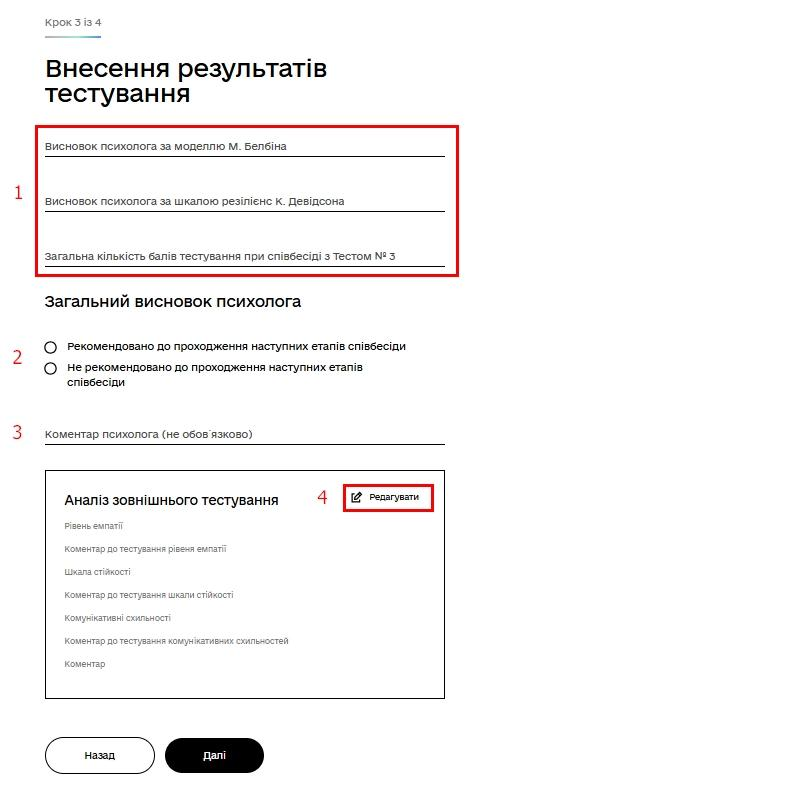 Крок 3 із 4
Внесення результатів
тестування
Висновок психолога за моделлю М. Белбіна
1
Висновок психолога за шкалою резілієнс К. Девідсона
Загальна кількість балів тестування при співбесіді з Тестом № 3
Загальний висновок психолога
2
Рекомендовано до проходження наступних етапів співбесіди
Не рекомендовано до проходження наступних етапів
співбесіди
3
Коментар психолога (не обов`язково)
Аналіз зовнішнього тестування
4
Редагувати
Рівень емпатії
Коментар до тестування рівеня емпатії
Шкала стійкості
Коментар до тестування шкали стійкості
Комунікативні схильності
Коментар до тестування комунікативних схильностей
Коментар
Назад
Далі